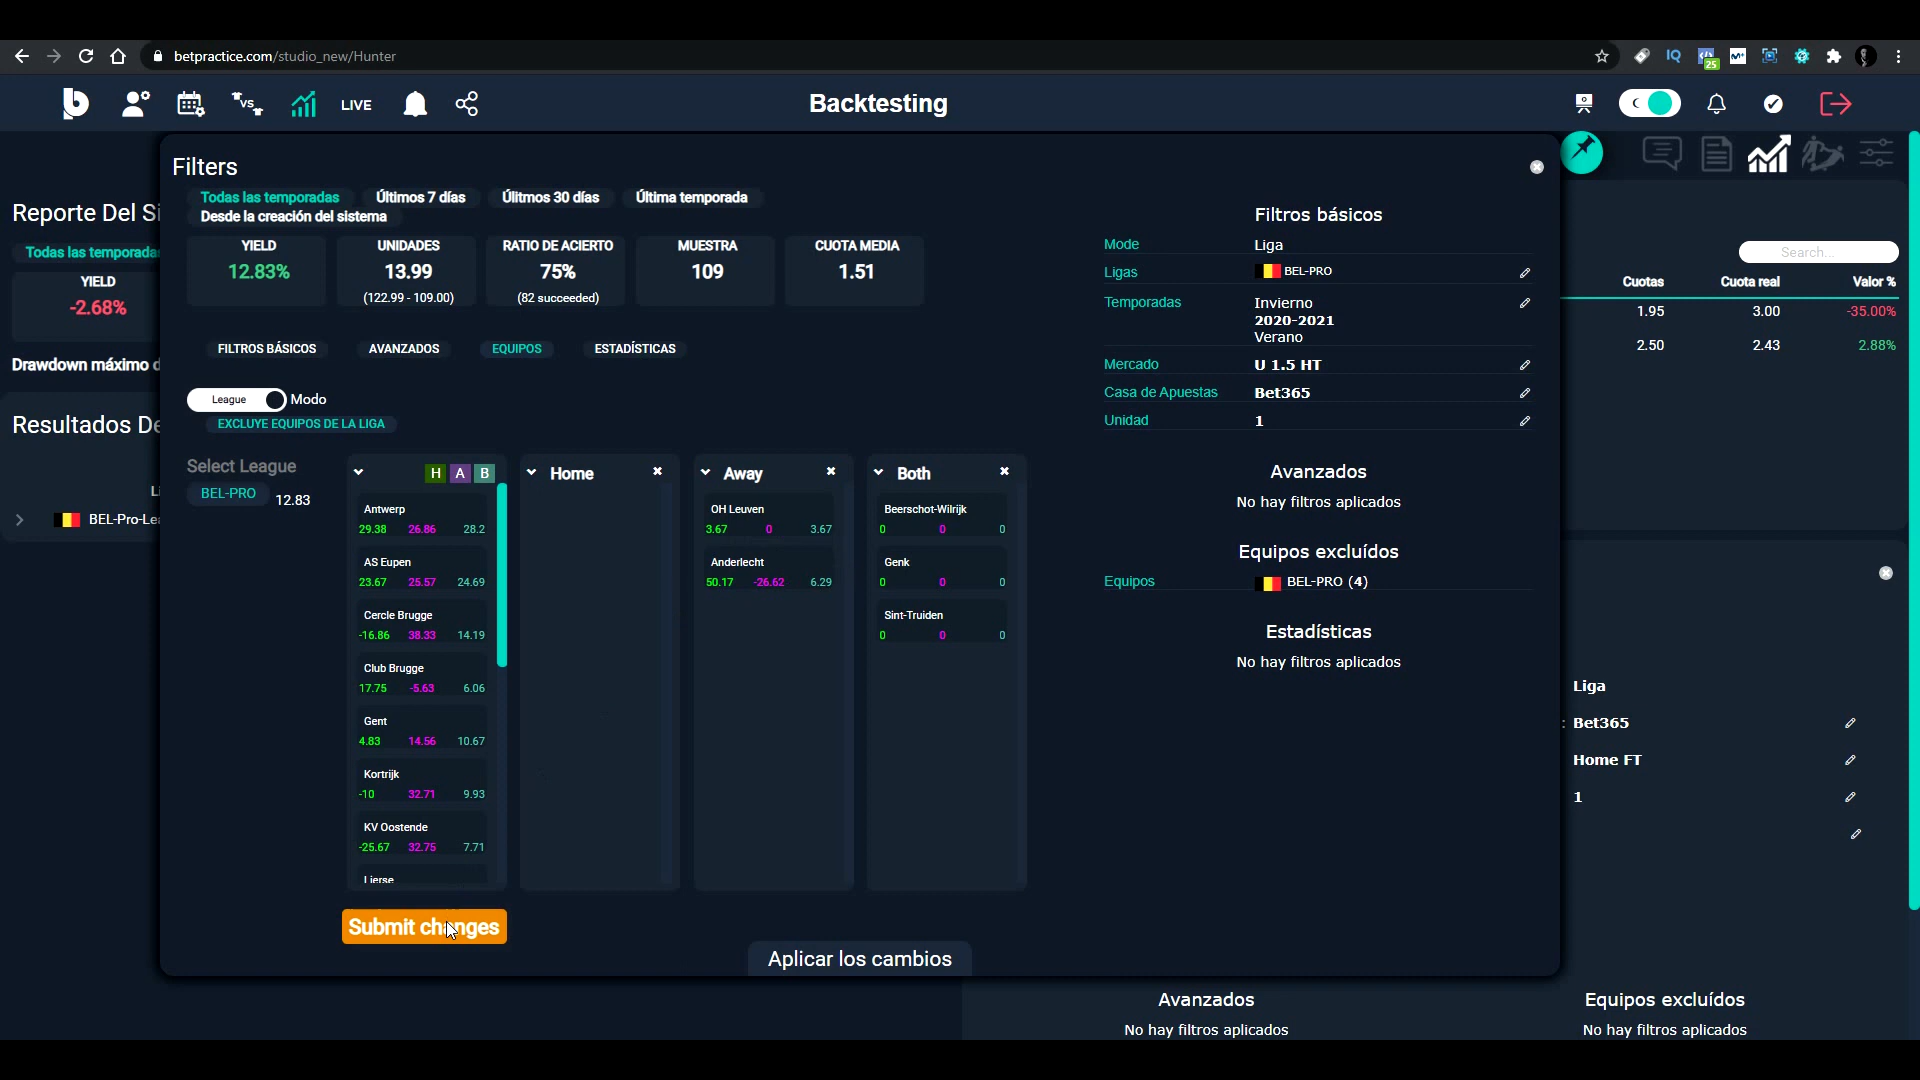 betpractice.com/studio_new/Hunter
25
LIVE
Backtesting
Filters
Todas las temporadas
Últimos 7 días
Úlitmos 30 días
Última temporada
Desde la creación del sistema
YIELD
12.83%
UNIDADES
13.99
(122.99 - 109.00)
RATIO DE ACIERTO
75%
(82 succeeded)
MUESTRA
109
CUOTA MEDIA
1.51
FILTROS BÁSICOS
AVANZADOS
EQUIPOS
ESTADÍSTICAS
League
Modo
EXCLUYE EQUIPOS DE LA LIGA
Select League
BEL-PRO
12.83
H A B
Antwerp
29.38 26.86 28.2
AS Eupen
23.67 25.57 24.69
Cercle Brugge
-16.86 38.33 14.19
Club Brugge
17.75 -5.63 6.06
Gent
4.83 14.56 10.67
Kortrijk
-10 32.71 9.93
KV Oostende
-25.67 32.75 7.71
Lierse
Home
Away
OH Leuven
3.67 0 3.67
Anderlecht
50.17 -26.62 6.29
Both
Beerschot-Wilrijk
0 0 0
Genk
0 0 0
Sint-Truiden
0 0 0
Submit changes
Aplicar los cambios
Filtros básicos
Mode Liga
Ligas BEL-PRO
Temporadas Invierno
2020-2021
Verano
Mercado U 1.5 HT
Casa de Apuestas Bet365
Unidad 1
Avanzados
No hay filtros aplicados
Equipos excluídos
Equipos BEL-PRO (4)
Estadísticas
No hay filtros aplicados
Reporte Del Si
Todas las temporadas
YIELD
-2.68%
Drawdown máximo d
Resultados De
Li
BEL-Pro-Lea
Search...
Cuotas Cuota real Valor %
1.95 3.00 -35.00%
2.50 2.43 2.88%
Liga
: Bet365
Home FT
1
Avanzados
No hay filtros aplicados
Equipos excluídos
No hay filtros aplicados